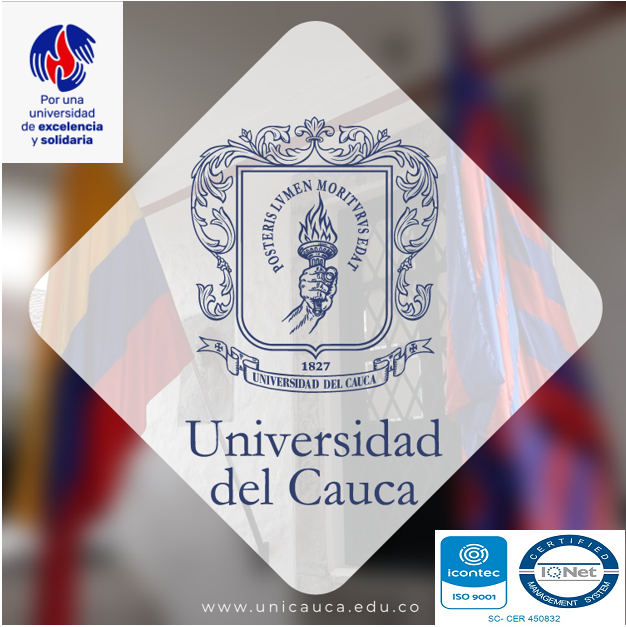 Por una
universidad
de excelencia
y solidaria
POSTERIS LVMEN MORITVRVS EDAT
1827
UNIVERSIDAD DEL CAUCA
Universidad
del Cauca
www.unicauca.edu.co
icontec
ISO 9001
CERTIFIED
IQNet
MANAGEMENT SYSTEM
SC- CER 450832